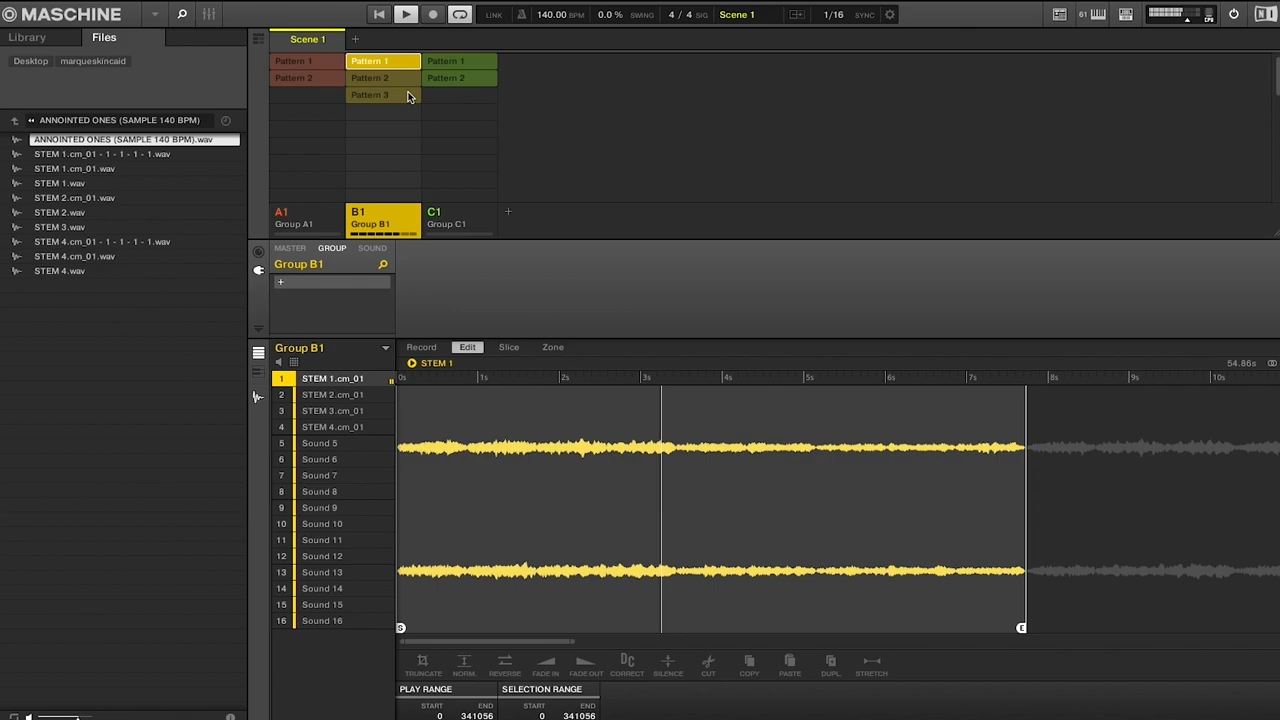 MASCHINE
LINK 140.00 BPM 0.0 % SWING 4 / 4 SIG Scene 1 1/16 SYNC 61 CPU
Library Files
Scene 1 +
Desktop marqueskincaid
Pattern 1 Pattern 1 Pattern 1
Pattern 2 Pattern 2 Pattern 2
Pattern 3
ANNOINTED ONES (SAMPLE 140 BPM)
ANNOINTED ONES (SAMPLE 140 BPM).wav
STEM 1.cm_01 - 1 - 1 - 1 - 1.wav
STEM 1.cm_01.wav
STEM 1.wav
STEM 2.cm_01.wav
STEM 2.wav
STEM 3.wav
STEM 4.cm_01 - 1 - 1 - 1 - 1.wav
STEM 4.cm_01.wav
STEM 4.wav
A1 B1 C1 +
Group A1 Group B1 Group C1
MASTER GROUP SOUND
Group B1
+
Group B1
Record Edit Slice Zone
STEM 1 54.86s
0s 1s 2s 3s 4s 5s 6s 7s 8s 9s 10s
1 STEM 1.cm_01
2 STEM 2.cm_01
3 STEM 3.cm_01
4 STEM 4.cm_01
5 Sound 5
6 Sound 6
7 Sound 7
8 Sound 8
9 Sound 9
10 Sound 10
11 Sound 11
12 Sound 12
13 Sound 13
14 Sound 14
15 Sound 15
16 Sound 16
S E
DC
TRUNCATE NORM. REVERSE FADE IN FADE OUT CORRECT SILENCE CUT COPY PASTE DUPL. STRETCH
PLAY RANGE SELECTION RANGE
START END START END
0 341056 0 341056